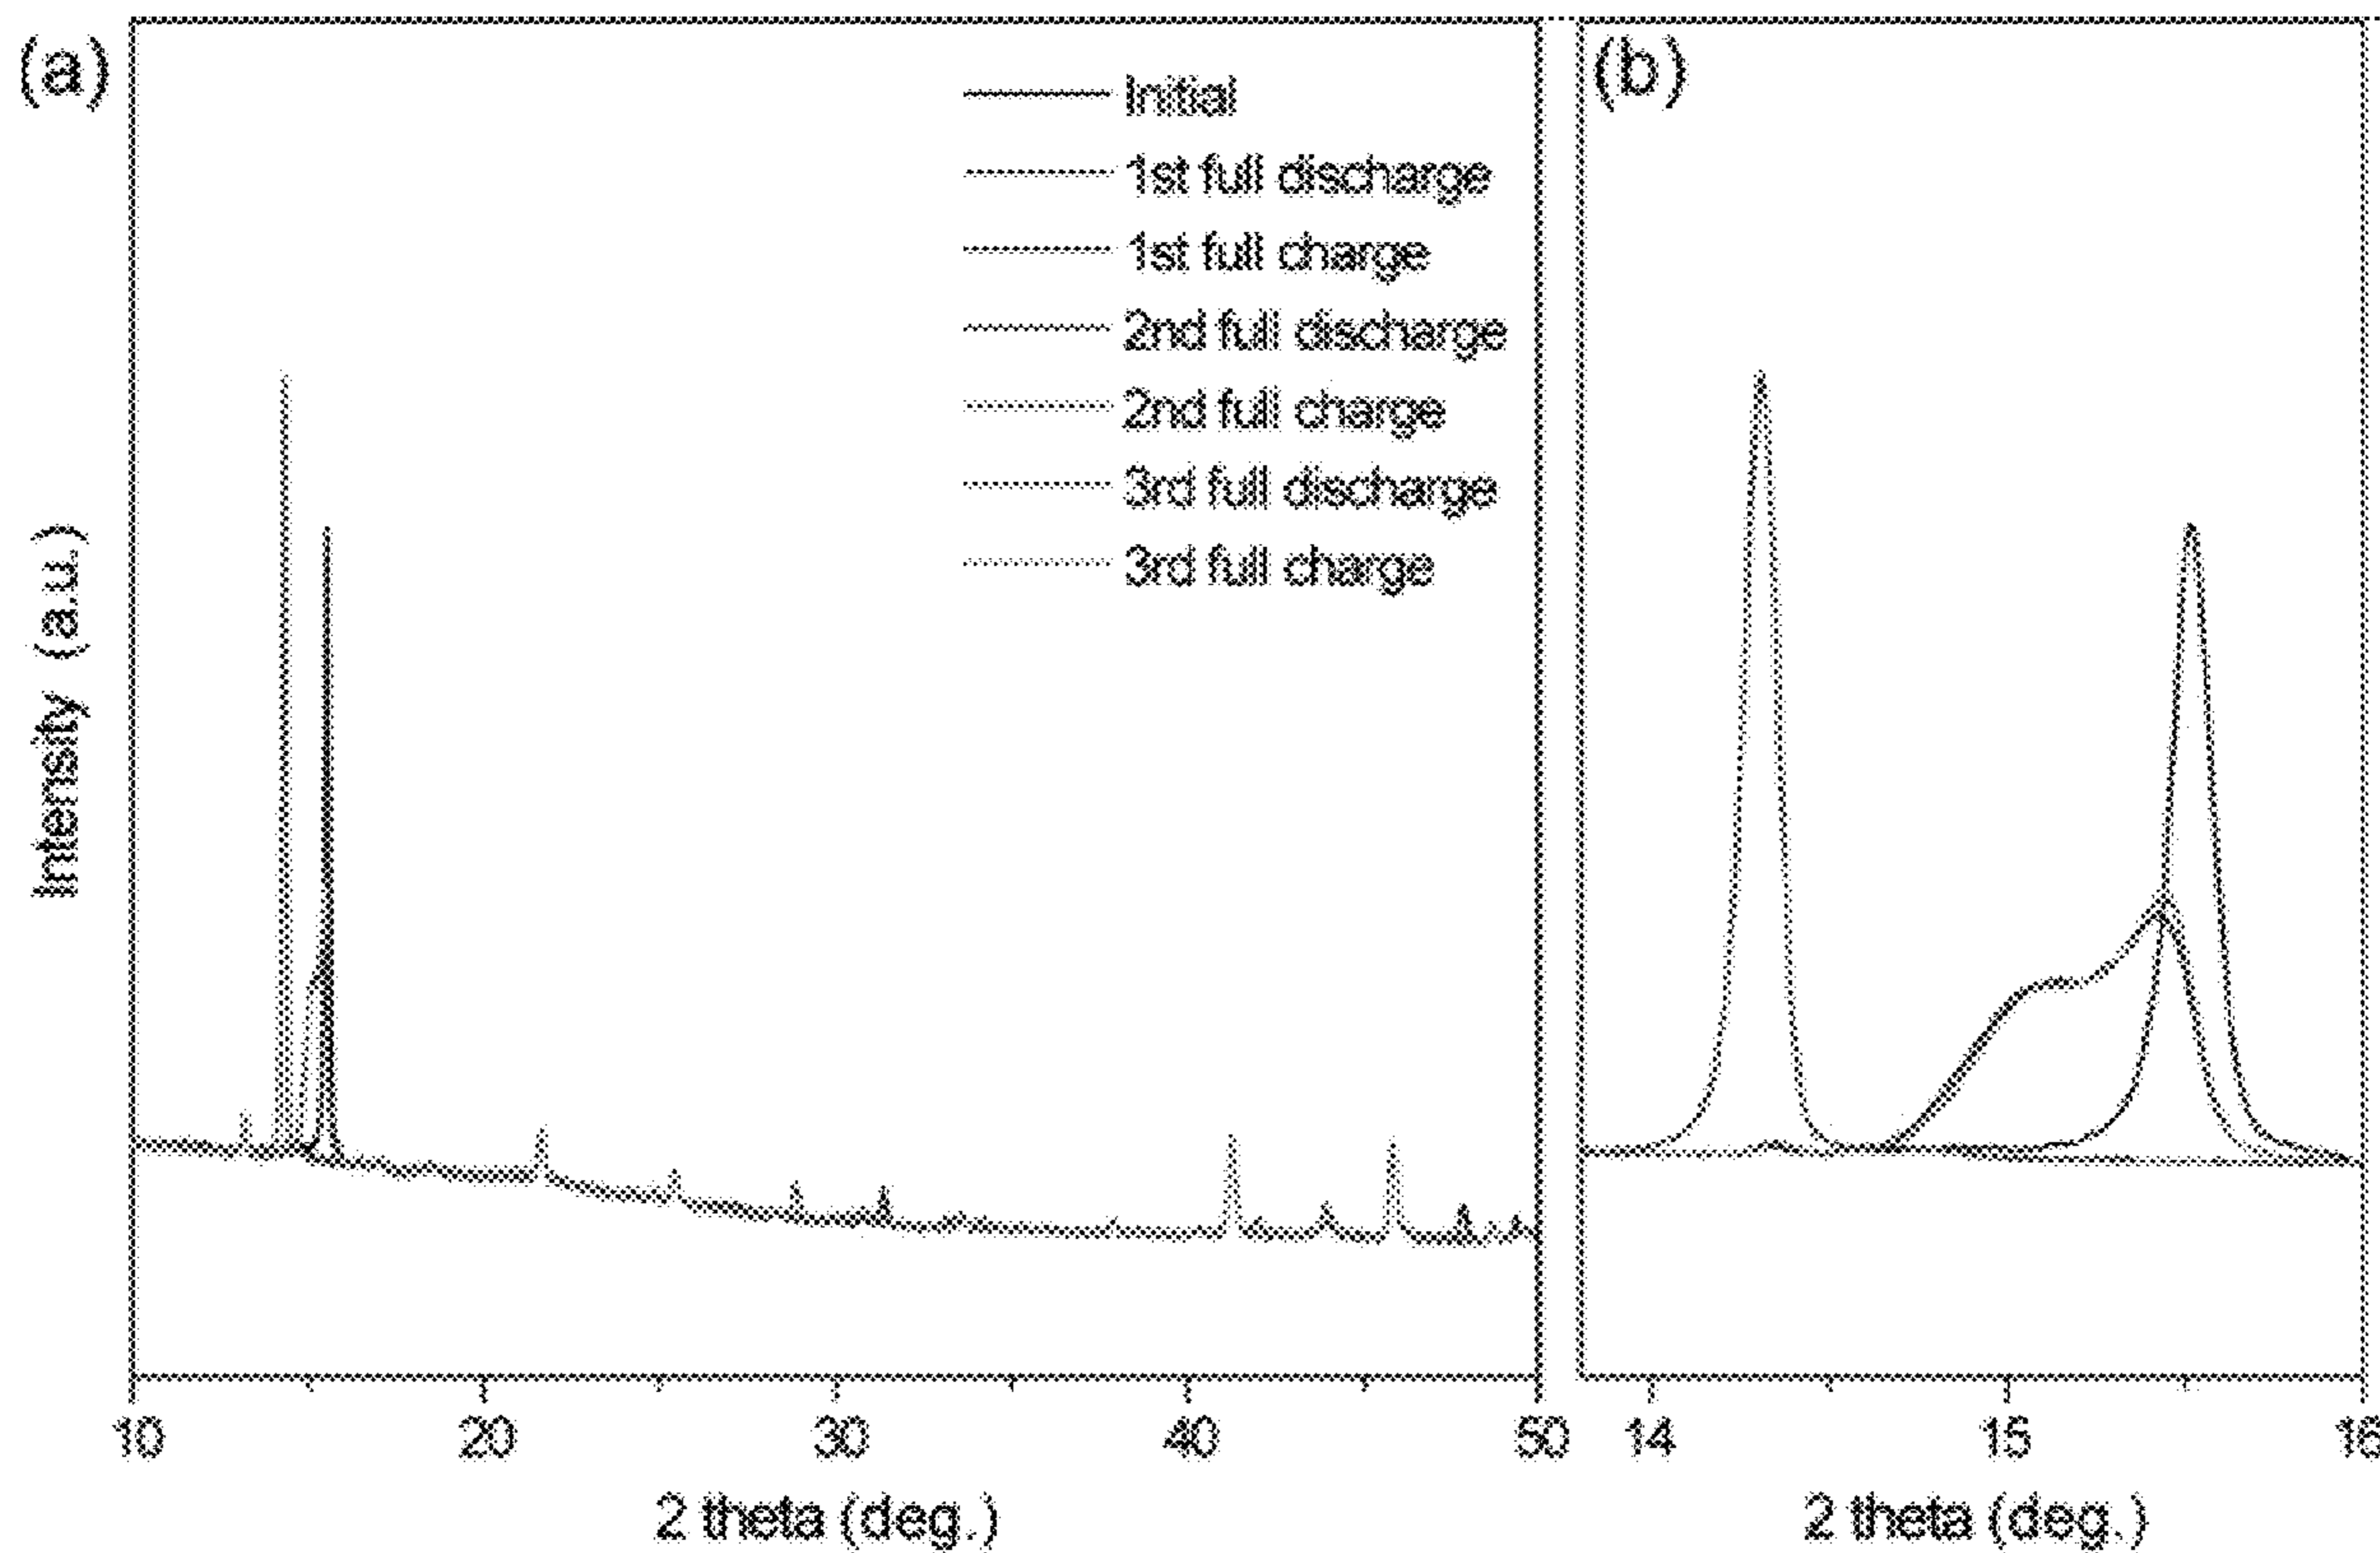 (a)
Initial
1st full discharge
1st full charge
2nd full discharge
2nd full charge
3rd full discharge
3rd full charge
Intensity (a.u.)
10 20 30 40 50
2 theta (deg.)
(b)
14 15 16
2 theta (deg.)